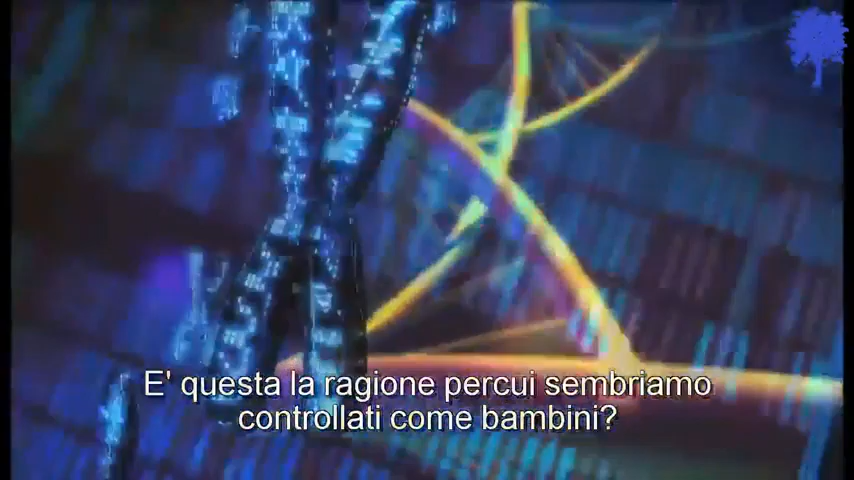 E' questa la ragione percui sembriamo
controllati come bambini?